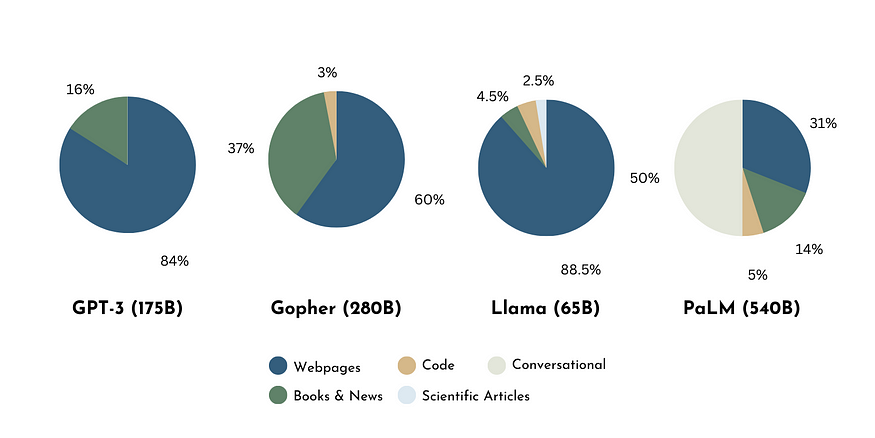 16%
84%
GPT-3 (175B)
3%
37%
60%
Gopher (280B)
2.5%
4.5%
88.5%
Llama (65B)
31%
50%
14%
5%
PaLM (540B)
Webpages
Code
Conversational
Books & News
Scientific Articles